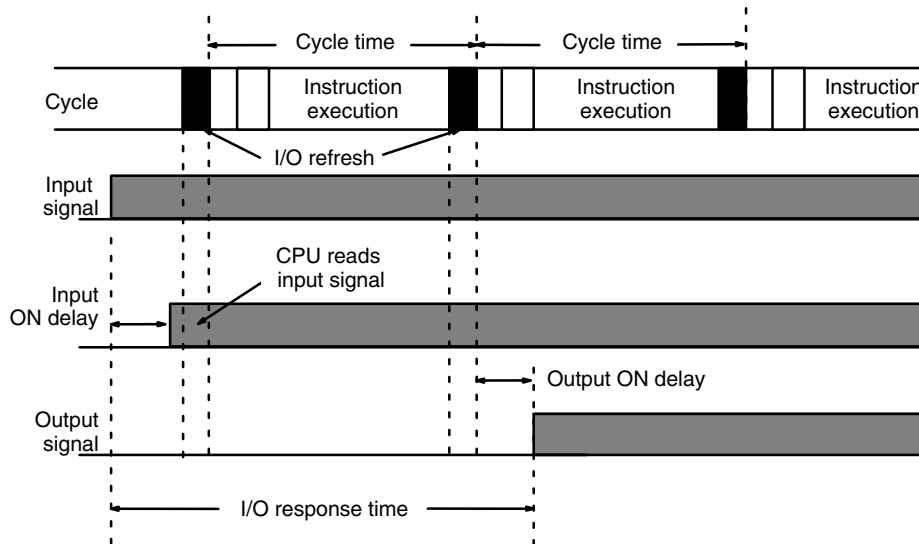 Cycle time
Cycle time
Cycle
Instruction
execution
Instruction
execution
Instruction
execution
I/O refresh
Input
signal
CPU reads
input signal
Input
ON delay
Output ON delay
Output
signal
I/O response time